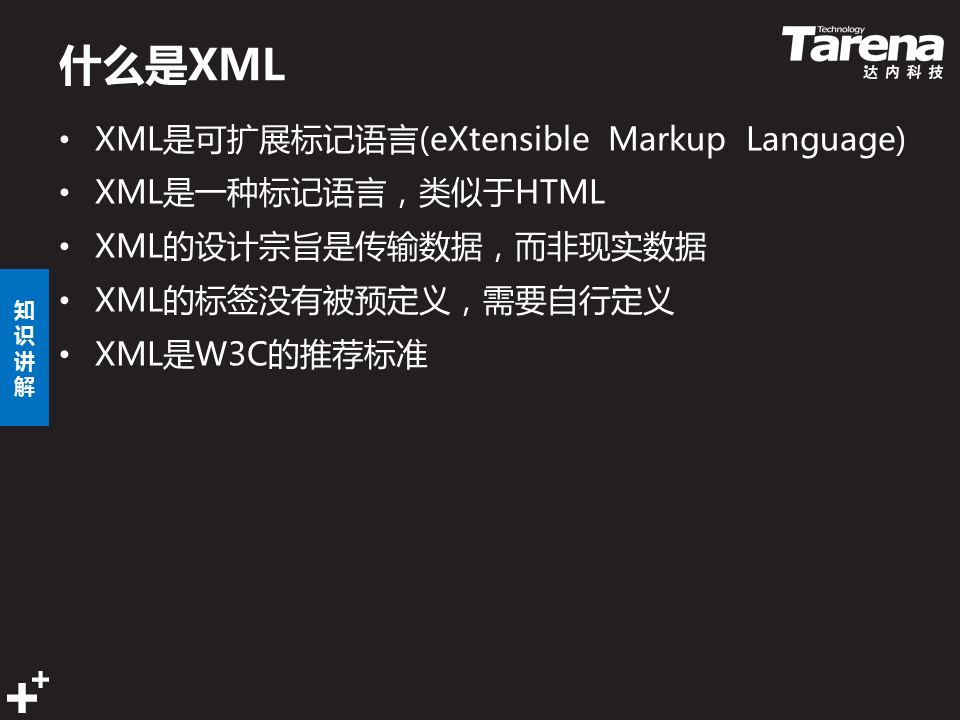 什么是XML
Technology
Tarena
达内科技
• XML是可扩展标记语言(eXtensible Markup Language)
• XML是一种标记语言，类似于HTML
• XML的设计宗旨是传输数据，而非现实数据
• XML的标签没有被预定义，需要自行定义
• XML是W3C的推荐标准
知
识
讲
解